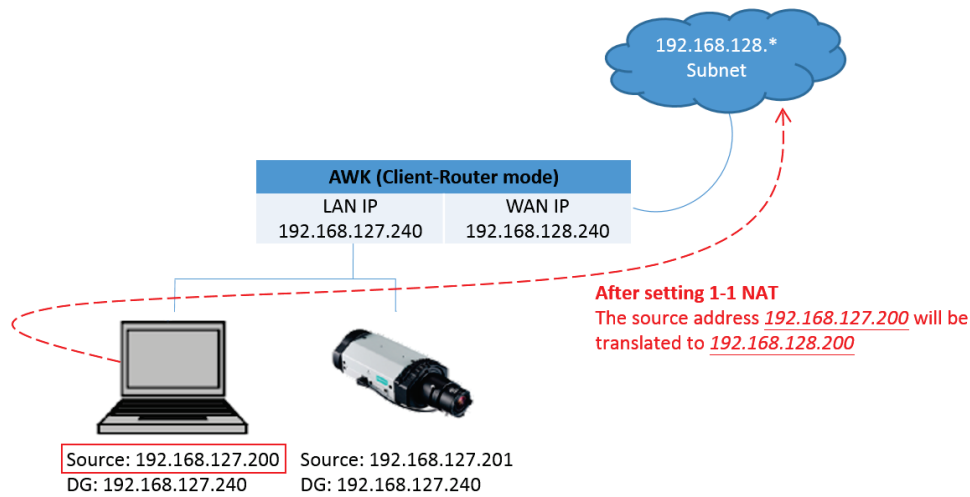 192.168.128.*
Subnet
AWK (Client-Router mode)
LAN IP
192.168.127.240
WAN IP
192.168.128.240
After setting 1-1 NAT
The source address 192.168.127.200 will be
translated to 192.168.128.200
Source: 192.168.127.200
DG: 192.168.127.240
Source: 192.168.127.201
DG: 192.168.127.240